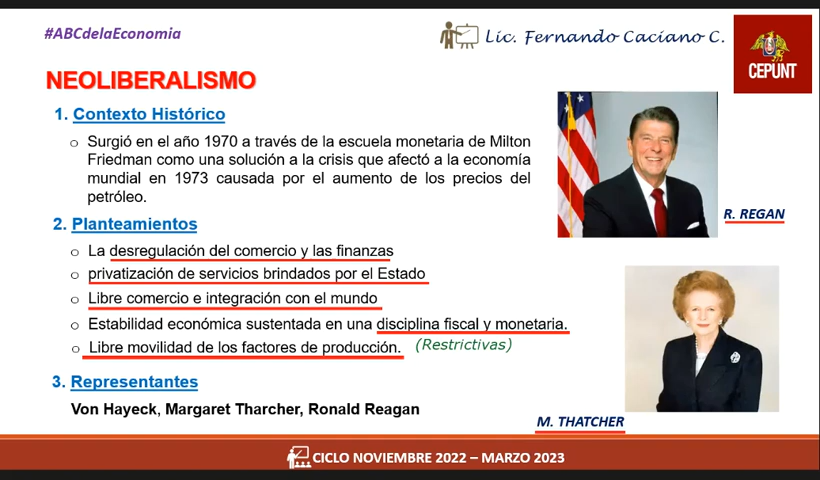 #ABCdelaEconomia
Lic. Fernando Caciano C.
CEPUNT
NEOLIBERALISMO
1. Contexto Histórico
o Surgió en el año 1970 a través de la escuela monetaria de Milton
Friedman como una solución a la crisis que afectó a la economía
mundial en 1973 causada por el aumento de los precios del
petróleo.
R. REGAN
2. Planteamientos
o La desregulación del comercio y las finanzas
o privatización de servicios brindados por el Estado
o Libre comercio e integración con el mundo
o Estabilidad económica sustentada en una disciplina fiscal y monetaria.
o Libre movilidad de los factores de producción. (Restrictivas)
3. Representantes
Von Hayeck, Margaret Tharcher, Ronald Reagan
M. THATCHER
CICLO NOVIEMBRE 2022 – MARZO 2023